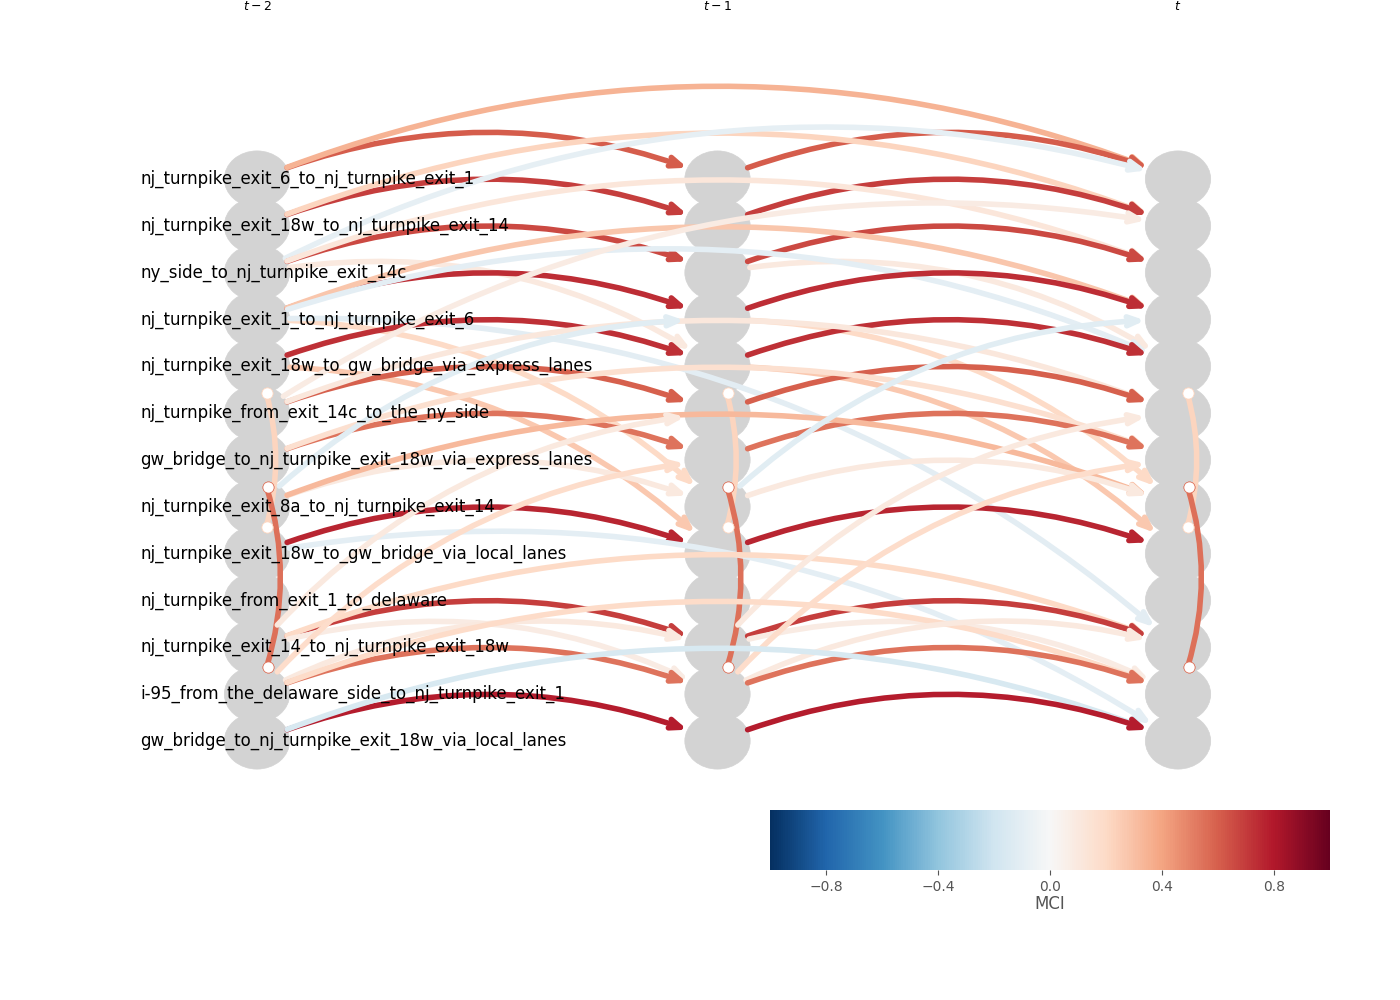 t − 2 t − 1 t
nj_turnpike_exit_6_to_nj_turnpike_exit_1
nj_turnpike_exit_18w_to_nj_turnpike_exit_14
ny_side_to_nj_turnpike_exit_14c
nj_turnpike_exit_1_to_nj_turnpike_exit_6
nj_turnpike_exit_18w_to_gw_bridge_via_express_lanes
nj_turnpike_from_exit_14c_to_the_ny_side
gw_bridge_to_nj_turnpike_exit_18w_via_express_lanes
nj_turnpike_exit_8a_to_nj_turnpike_exit_14
nj_turnpike_exit_18w_to_gw_bridge_via_local_lanes
nj_turnpike_from_exit_1_to_delaware
nj_turnpike_exit_14_to_nj_turnpike_exit_18w
i-95_from_the_delaware_side_to_nj_turnpike_exit_1
gw_bridge_to_nj_turnpike_exit_18w_via_local_lanes
−0.8 −0.4 0.0 0.4 0.8
MCI